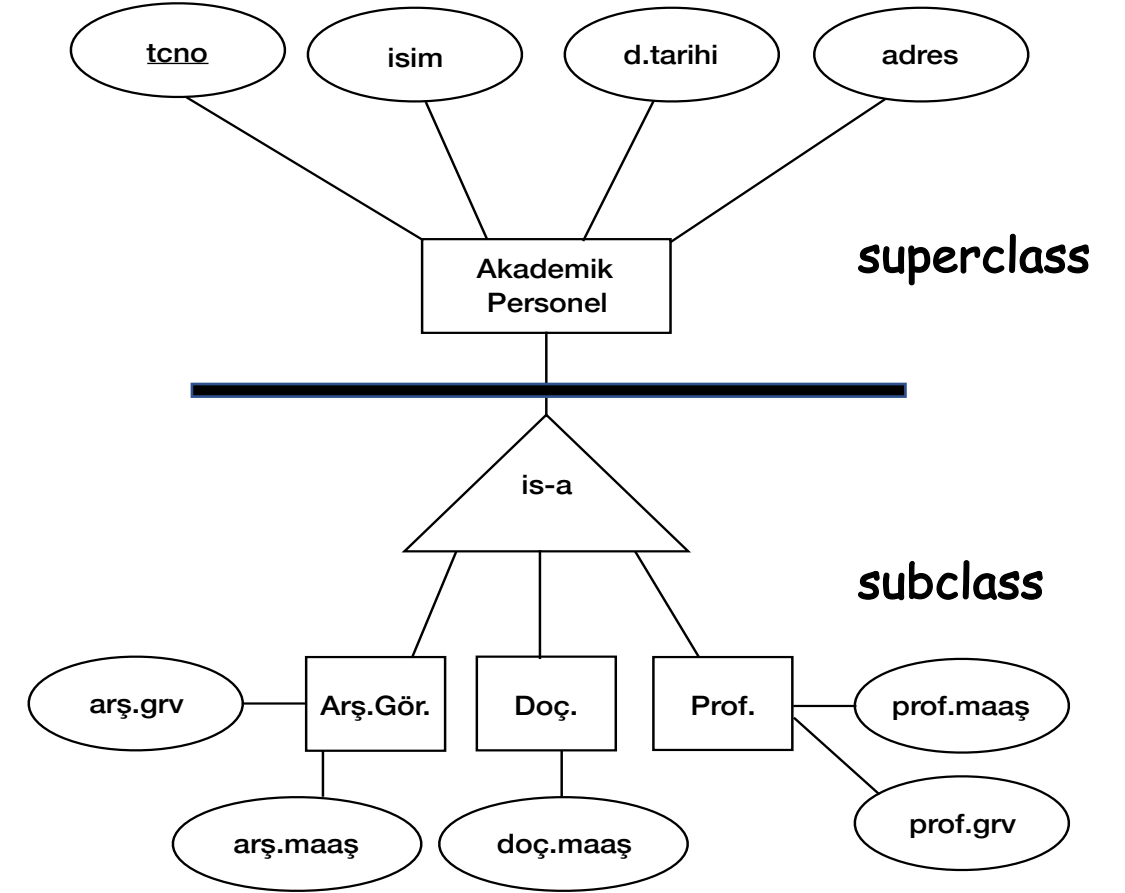 tcno
isim
d.tarihi
adres
Akademik
Personel
superclass
is-a
subclass
arş.grv
Arş.Gör.
Doç.
Prof.
prof.maaş
arş.maaş
doç.maaş
prof.grv